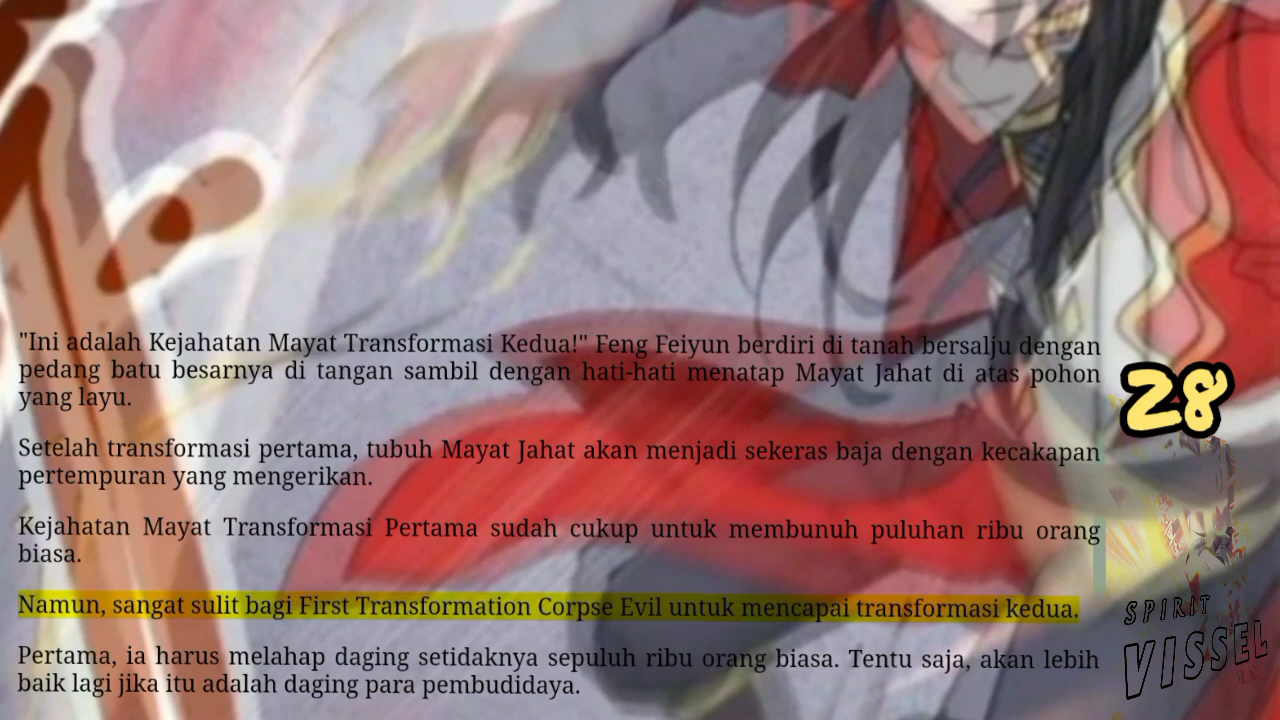 "Ini adalah Kejahatan Mayat Transformasi Kedua!" Feng Feiyun berdiri di tanah bersalju dengan
pedang batu besarnya di tangan sambil dengan hati-hati menatap Mayat Jahat di atas pohon
yang layu.
Setelah transformasi pertama, tubuh Mayat Jahat akan menjadi sekeras baja dengan kecakapan
pertempuran yang mengerikan.
Kejahatan Mayat Transformasi Pertama sudah cukup untuk membunuh puluhan ribu orang
biasa.
Namun, sangat sulit bagi First Transformation Corpse Evil untuk mencapai transformasi kedua.
Pertama, ia harus melahap daging setidaknya sepuluh ribu orang biasa. Tentu saja, akan lebih
baik lagi jika itu adalah daging para pembudidaya.
28
SPIRIT
VISSEL